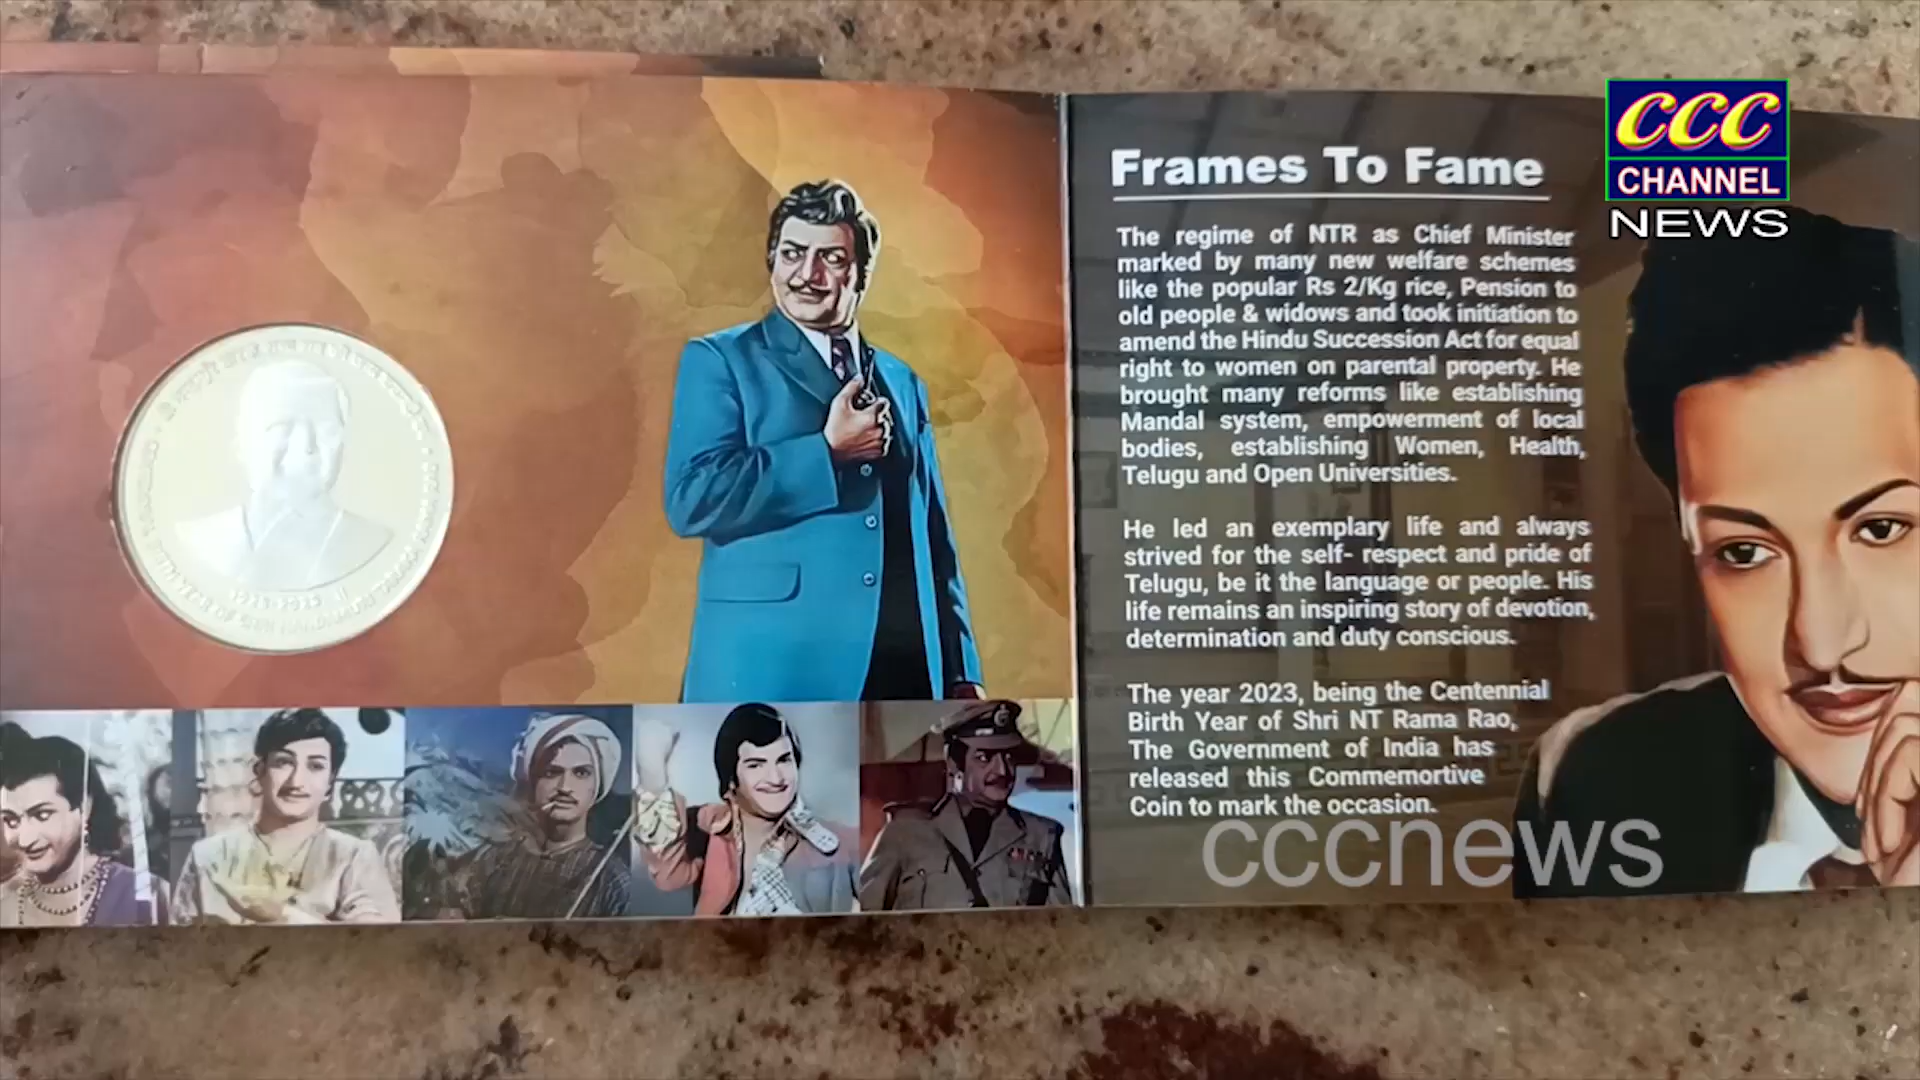 CCC
CHANNEL
NEWS
Frames To Fame
The regime of NTR as Chief Minister
marked by many new welfare schemes
like the popular Rs 2/Kg rice, Pension to
old people & widows and took initiation to
amend the Hindu Succession Act for equal
right to women on parental property. He
brought many reforms like establishing
Mandal system, empowerment of local
bodies, establishing Women, Health,
Telugu and Open Universities.
He led an exemplary life and always
strived for the self- respect and pride of
Telugu, be it the language or people. His
life remains an inspiring story of devotion,
determination and duty conscious.
The year 2023, being the Centennial
Birth Year of Shri NT Rama Rao,
The Government of India has
released this Commemortive
Coin to mark the occasion.
cccnews